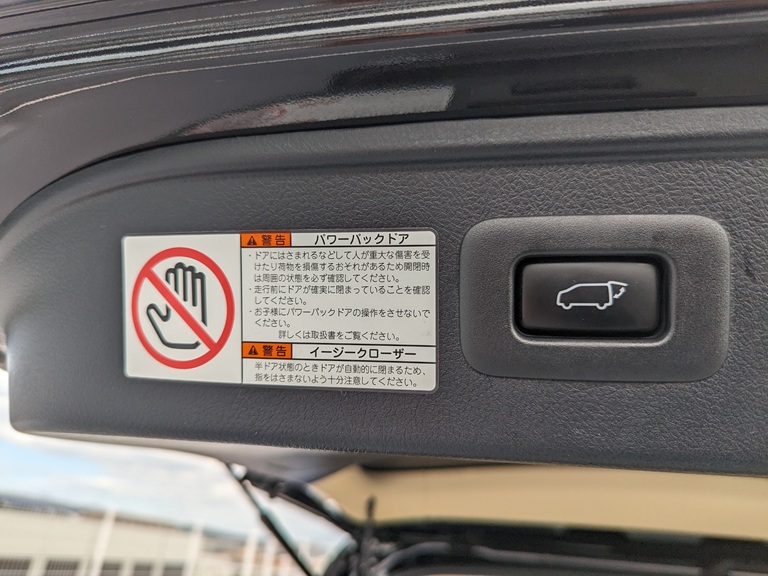 警告 パワーバックドア
・ドアにはさまれるなどして人が重大な傷害を受
けたり荷物を損傷するおそれがあるため開閉時
は周囲の状態を必ず確認してください。
・走行前にドアが確実に閉まっていることを確認
してください。
・お子様にパワーバックドアの操作をさせないで
ください。
詳しくは取扱書をご覧ください。
警告 イージークローザー
半ドア状態のときドアが自動的に閉まるため、
指をはさまないよう十分注意してください。